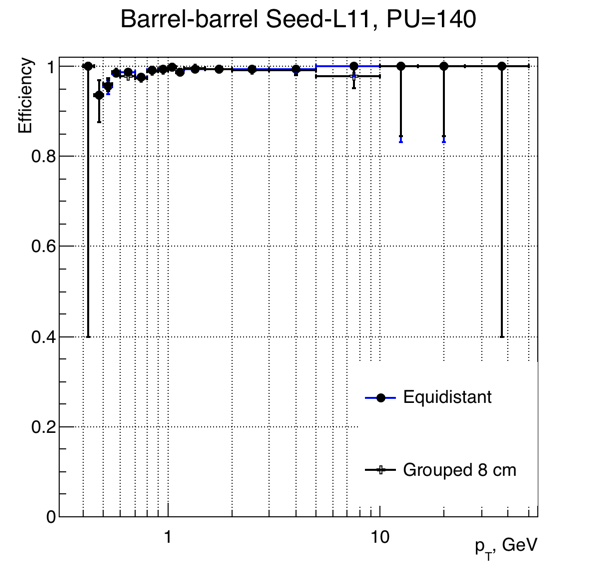 Barrel-barrel Seed-L11, PU=140
Efficiency
1
0.8
0.6
0.4
0.2
0
Equidistant
Grouped 8 cm
1
10
pT, GeV